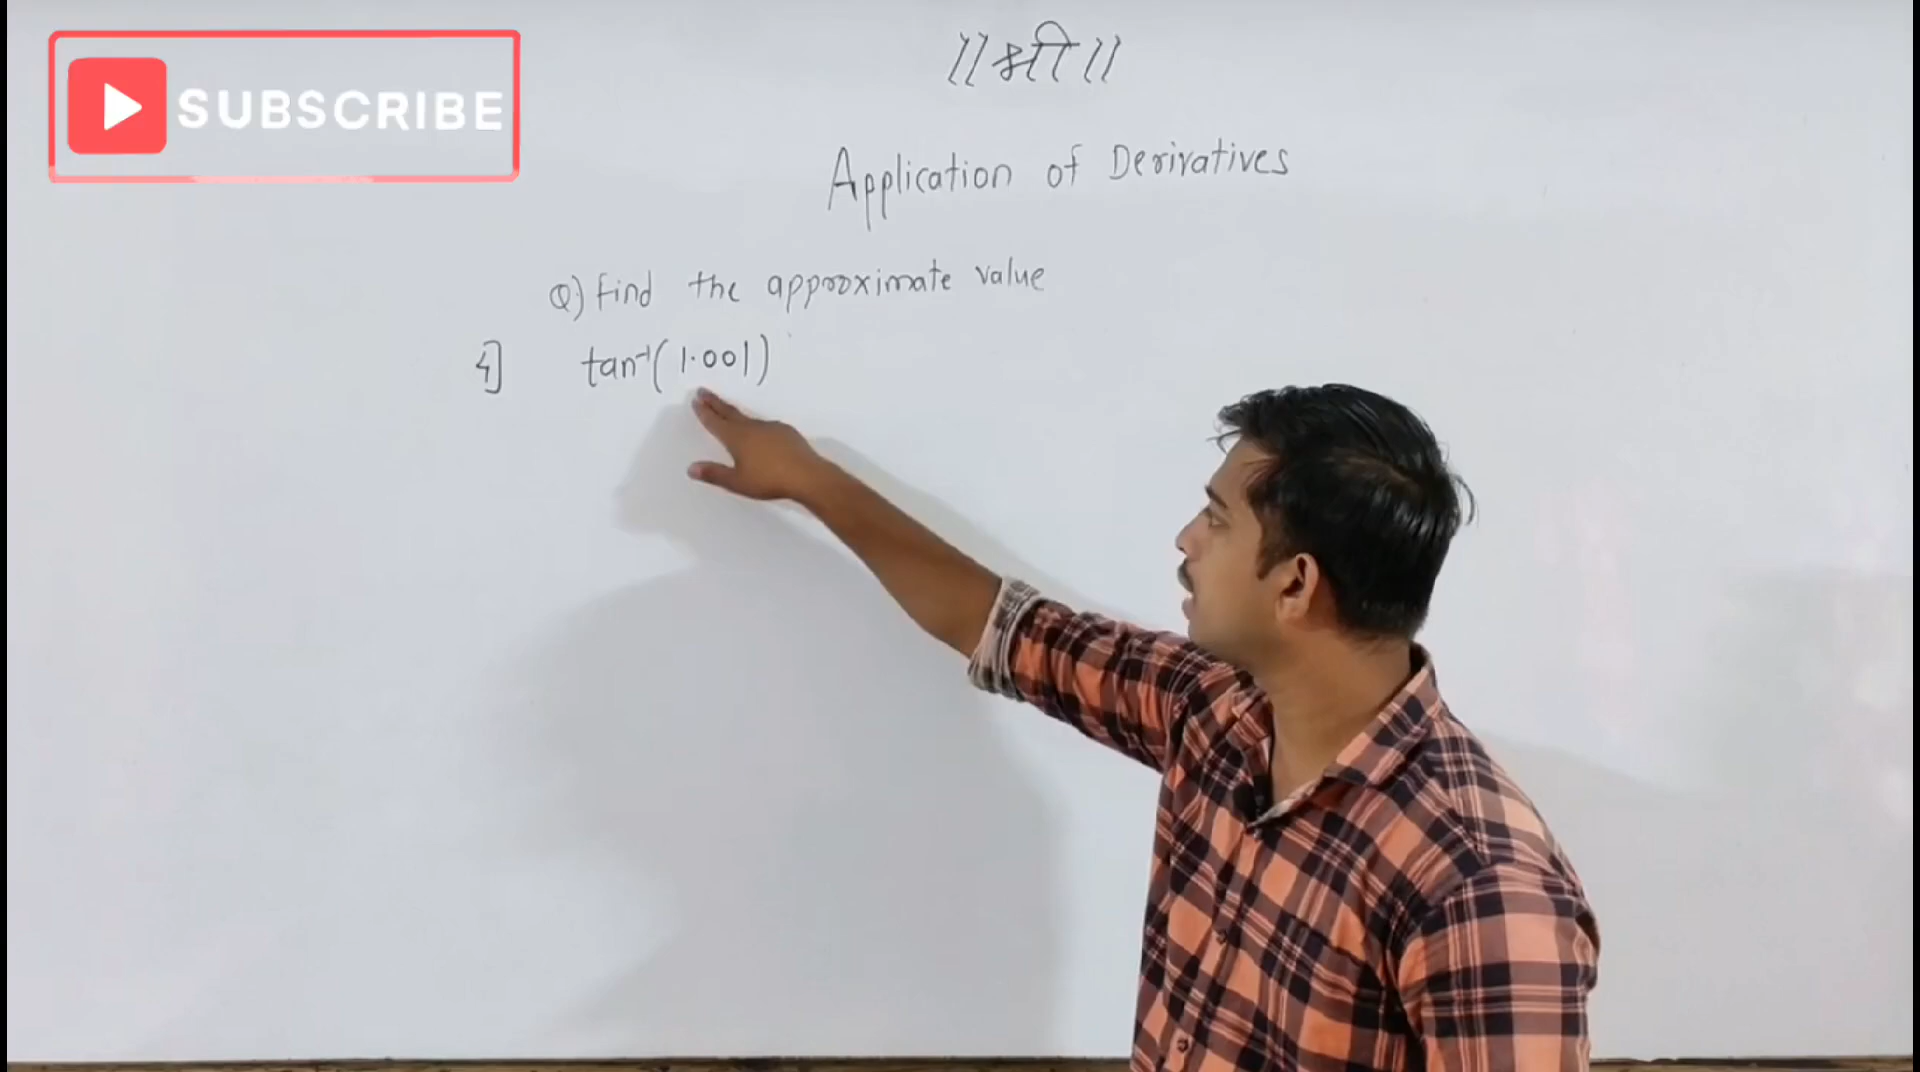 SUBSCRIBE
॥ श्री ॥
Application of Derivatives
Q) find the approximate value
4] tan⁻¹(1.001)